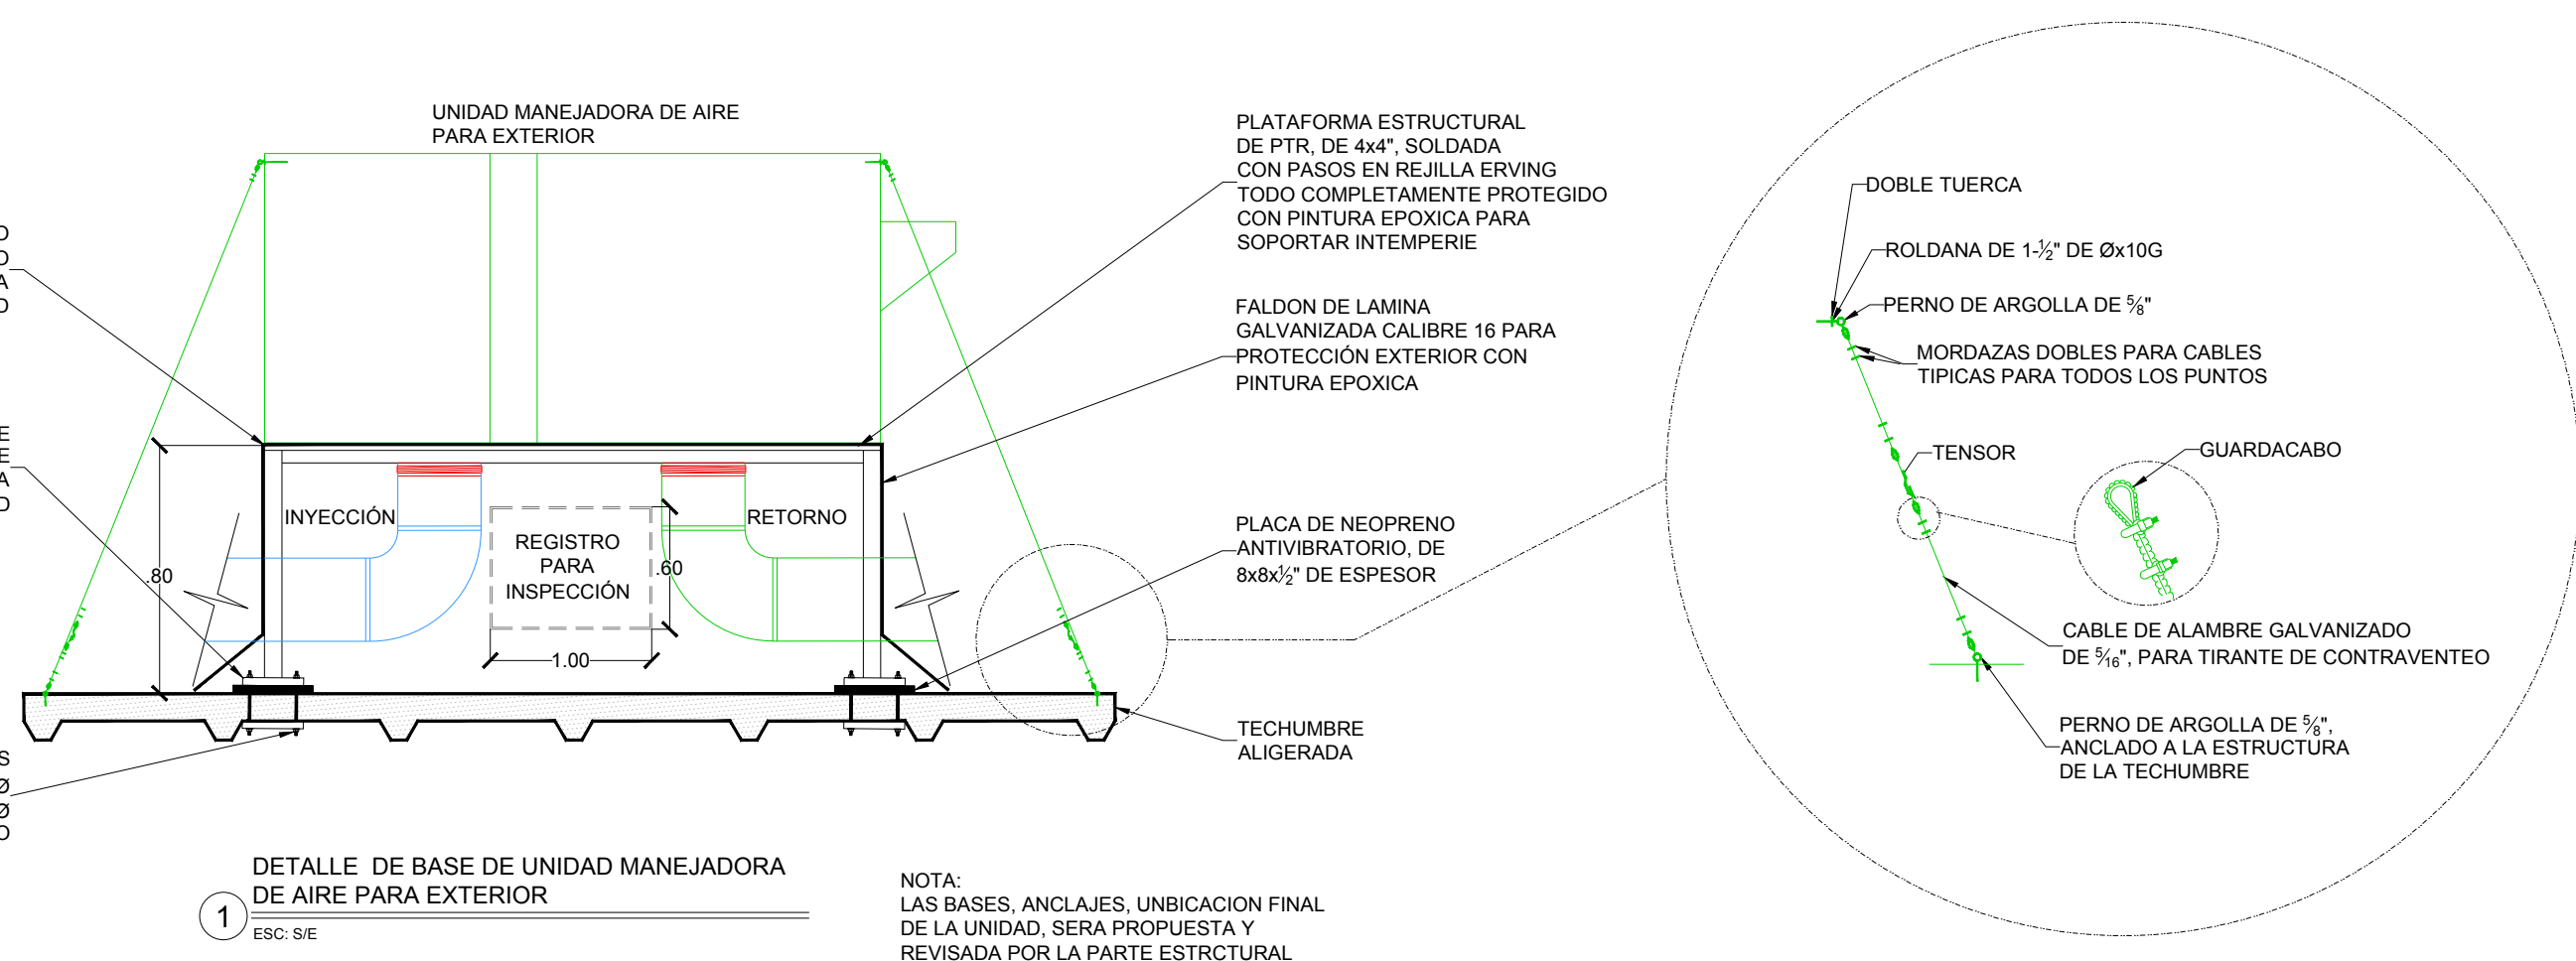 UNIDAD MANEJADORA DE AIRE
PARA EXTERIOR
O
O
A
D
E
E
A
D
S
Ø
Ø
O
PLATAFORMA ESTRUCTURAL
DE PTR, DE 4x4", SOLDADA
CON PASOS EN REJILLA ERVING
TODO COMPLETAMENTE PROTEGIDO
CON PINTURA EPOXICA PARA
SOPORTAR INTEMPERIE
FALDON DE LAMINA
GALVANIZADA CALIBRE 16 PARA
PROTECCIÓN EXTERIOR CON
PINTURA EPOXICA
PLACA DE NEOPRENO
ANTIVIBRATORIO, DE
8x8x½" DE ESPESOR
TECHUMBRE
ALIGERADA
INYECCIÓN
RETORNO
REGISTRO
PARA
INSPECCIÓN
.80
.60
1.00
DOBLE TUERCA
ROLDANA DE 1-½" DE Øx10G
PERNO DE ARGOLLA DE ⅝"
MORDAZAS DOBLES PARA CABLES
TIPICAS PARA TODOS LOS PUNTOS
TENSOR
GUARDACABO
CABLE DE ALAMBRE GALVANIZADO
DE 5⁄16", PARA TIRANTE DE CONTRAVENTEO
PERNO DE ARGOLLA DE ⅝",
ANCLADO A LA ESTRUCTURA
DE LA TECHUMBRE
1
DETALLE DE BASE DE UNIDAD MANEJADORA
DE AIRE PARA EXTERIOR
ESC: S/E
NOTA:
LAS BASES, ANCLAJES, UNBICACION FINAL
DE LA UNIDAD, SERA PROPUESTA Y
REVISADA POR LA PARTE ESTRCTURAL